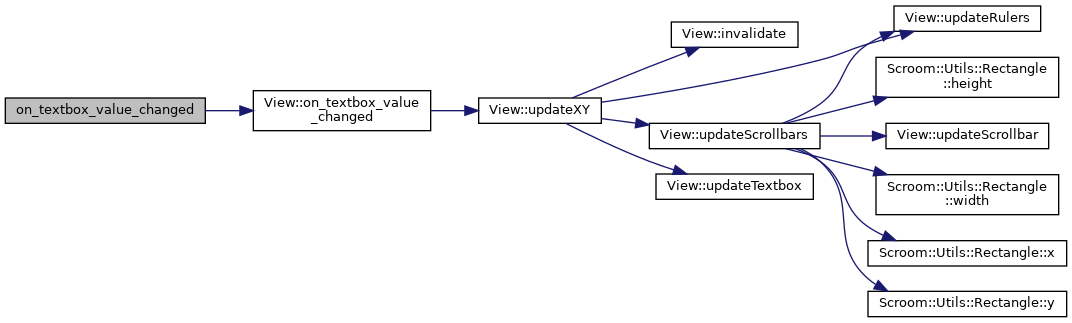 on_textbox_value_changed
View::on_textbox_value
_changed
View::updateXY
View::invalidate
View::updateScrollbars
View::updateTextbox
View::updateRulers
Scroom::Utils::Rectangle
::height
View::updateScrollbar
Scroom::Utils::Rectangle
::width
Scroom::Utils::Rectangle::x
Scroom::Utils::Rectangle::y